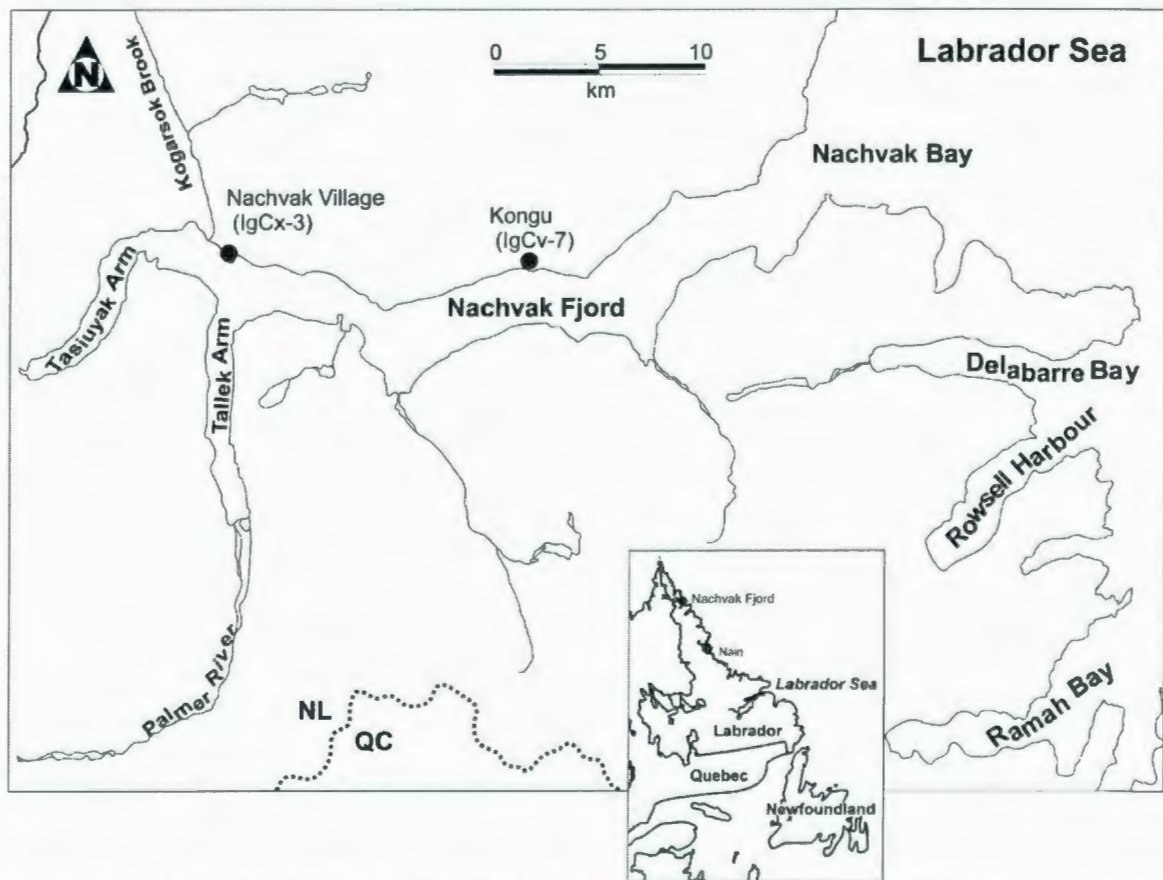 N
0 5 10
km
Labrador Sea
Kogarsok Brook
Nachvak Bay
Nachvak Village
(IgCx-3)
Kongu
(IgCv-7)
Tasiuyak Arm
Nachvak Fjord
Tallek Arm
Delabarre Bay
Rowsell Harbour
Palmer River
NL
QC
Ramah Bay
Nachvak Fjord
Nain
Labrador Sea
Labrador
Quebec
Newfoundland